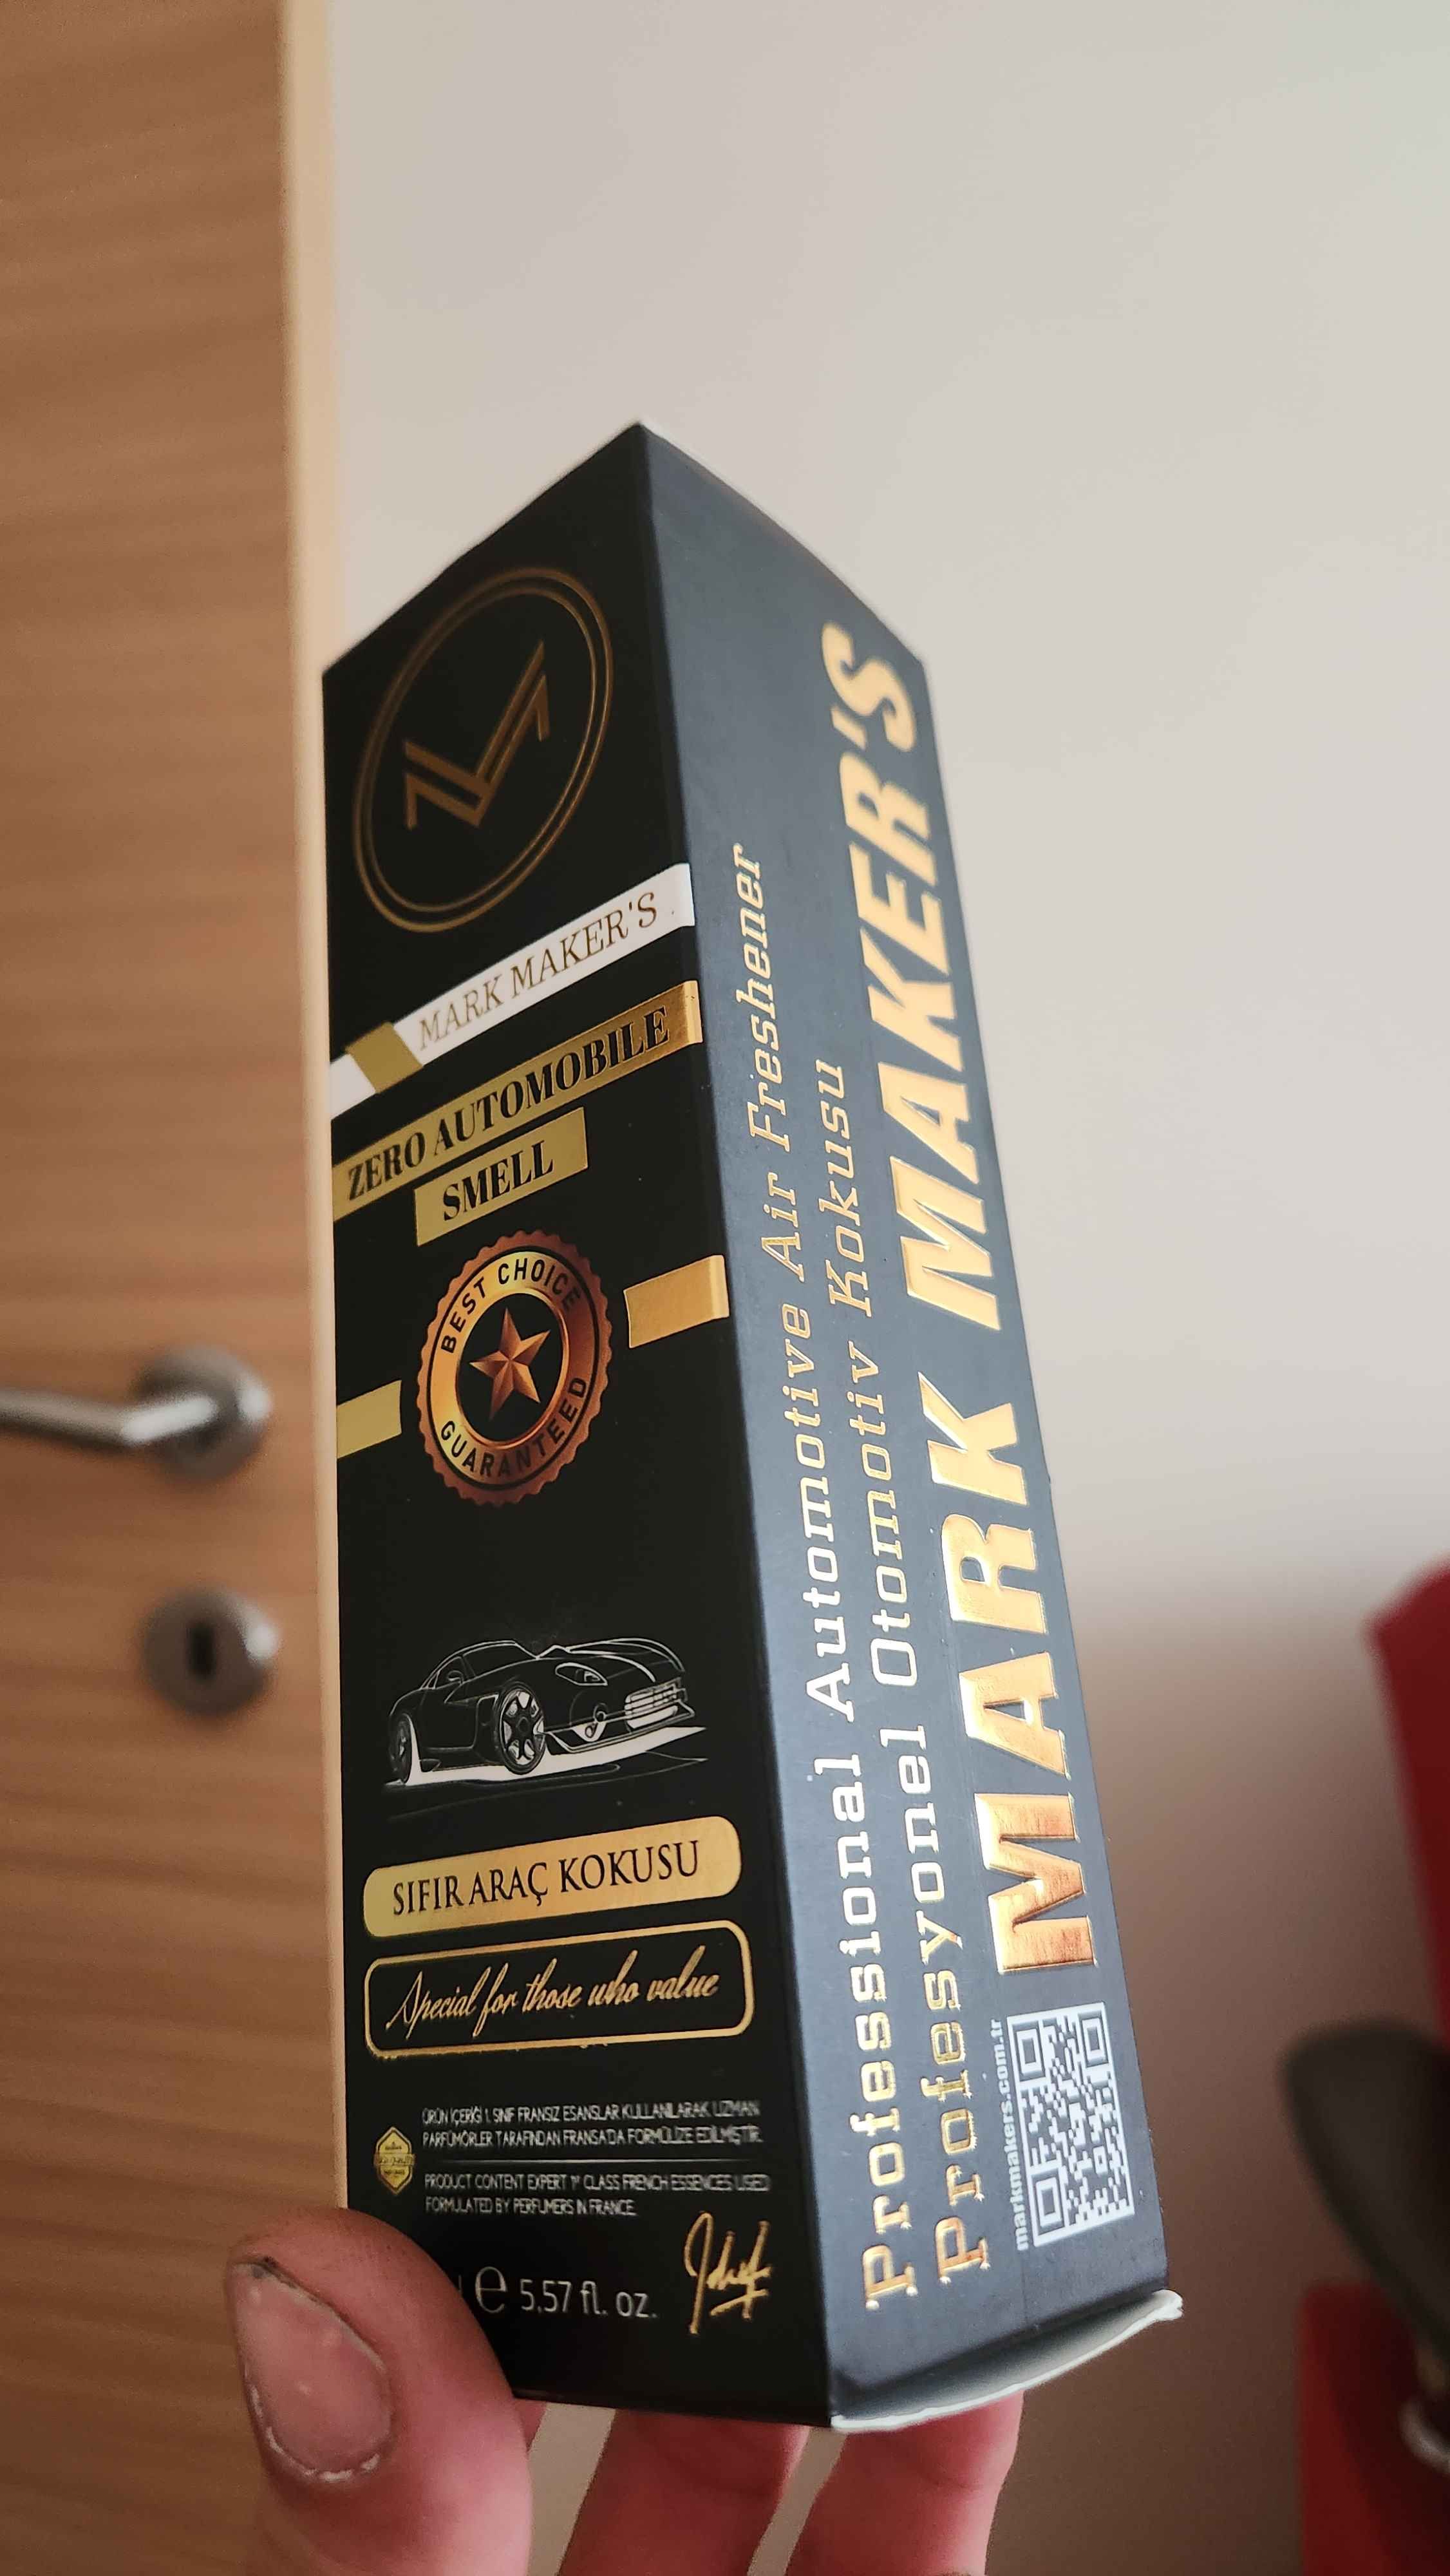 MARK MAKER'S
ZERO AUTOMOBILE
SMELL
BEST CHOICE
GUARANTEED
SIFIR ARAÇ KOKUSU
Special for those who value
ÜRÜN İÇERİĞİ 1. SINIF FRANSIZ ESANSLAR KULLANILARAK UZMAN
PARFÜMÖRLER TARAFINDAN FRANSA'DA FORMÜLİZE EDİLMİŞTİR.
PRODUCT CONTENT EXPERT 1st CLASS FRENCH ESSENCES USED
FORMULATED BY PERFUMERS IN FRANCE.
e 5,57 fl. oz.
Professional Automotive Air Freshener
Profesyonel Otomotiv Kokusu
MARK MAKER'S
markmakers.com.tr